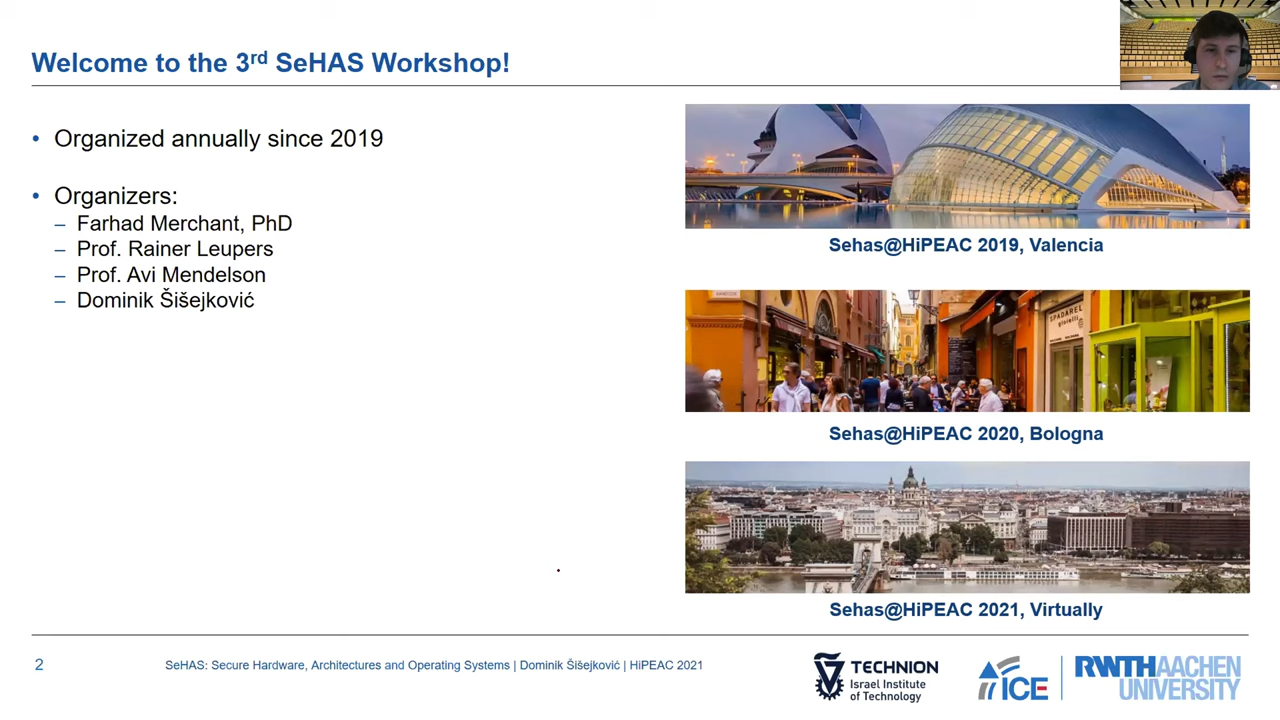 Welcome to the 3rd SeHAS Workshop!
• Organized annually since 2019
• Organizers:
– Farhad Merchant, PhD
– Prof. Rainer Leupers
– Prof. Avi Mendelson
– Dominik Šišejković
Sehas@HiPEAC 2019, Valencia
SPADAREL
gioielli
Sehas@HiPEAC 2020, Bologna
Sehas@HiPEAC 2021, Virtually
2
SeHAS: Secure Hardware, Architectures and Operating Systems | Dominik Šišejković | HiPEAC 2021
TECHNION
Israel Institute
of Technology
ICE
RWTHAACHEN
UNIVERSITY